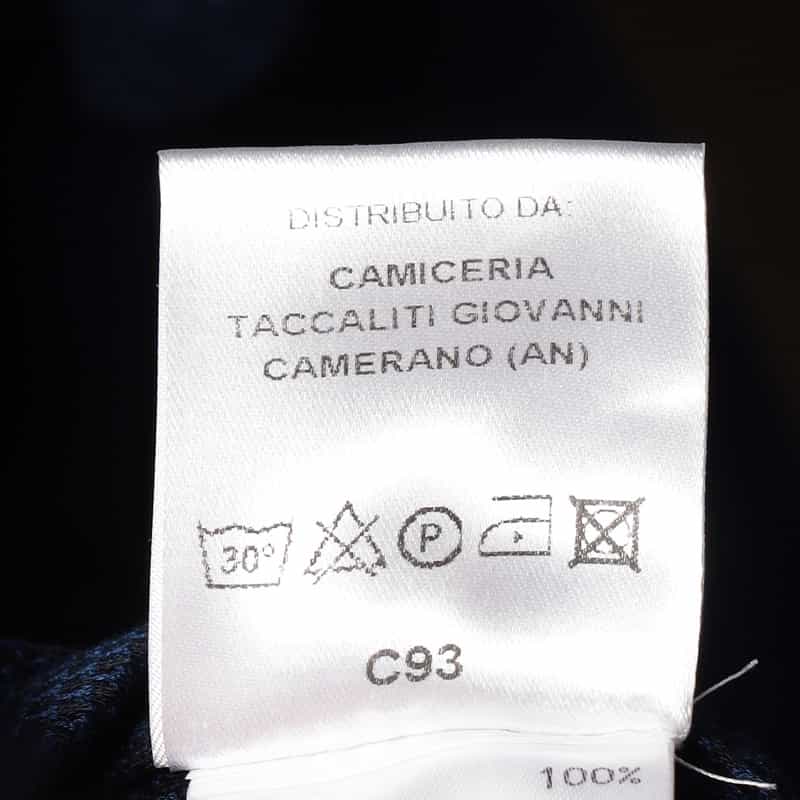 DISTRIBUITO DA:
CAMICERIA
TACCALITI GIOVANNI
CAMERANO (AN)
30° P
C93
100%